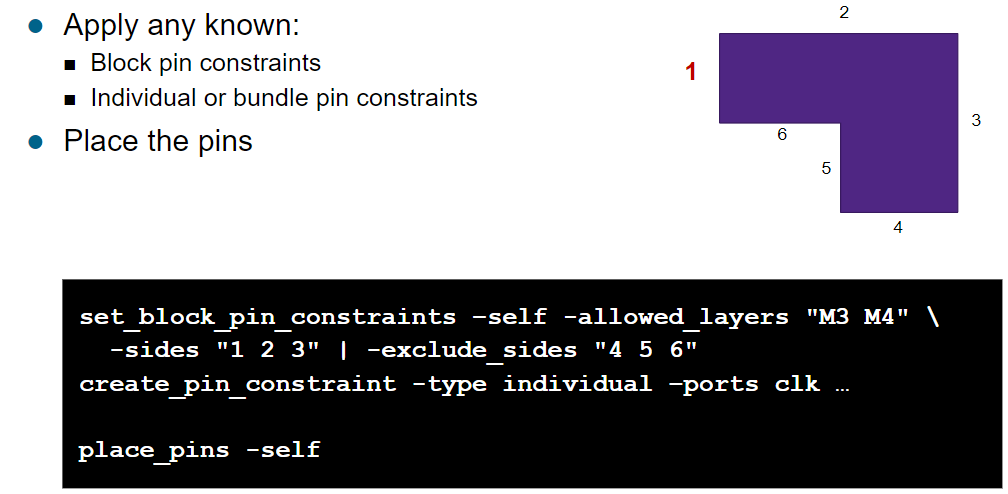 Apply any known:
Block pin constraints
Individual or bundle pin constraints
Place the pins
2
1
3
6
5
4
set_block_pin_constraints –self -allowed_layers "M3 M4" \
-sides "1 2 3" | -exclude_sides "4 5 6"
create_pin_constraint -type individual –ports clk …
place_pins -self